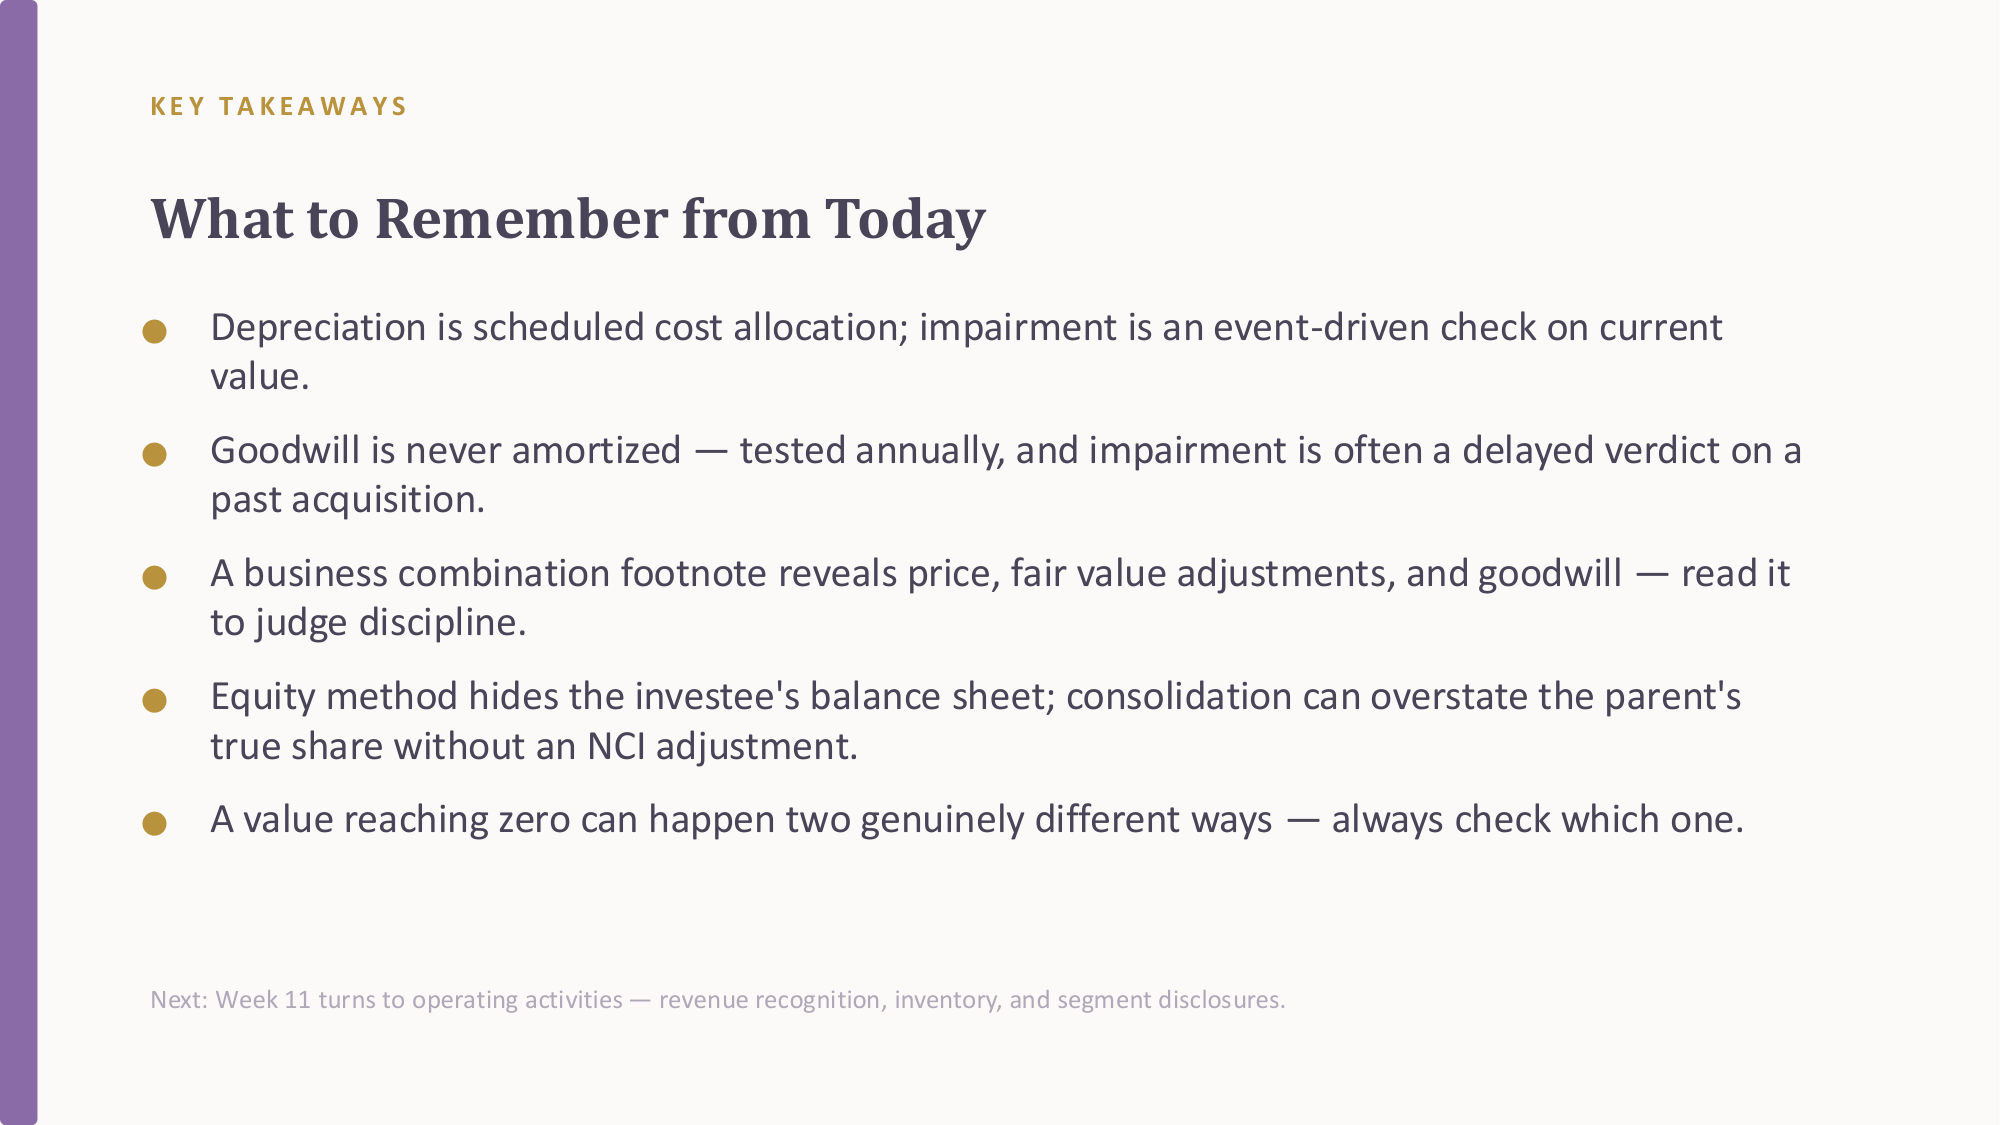 KEY TAKEAWAYS
What to Remember from Today
Depreciation is scheduled cost allocation; impairment is an event-driven check on current
value.
Goodwill is never amortized — tested annually, and impairment is often a delayed verdict on a
past acquisition.
A business combination footnote reveals price, fair value adjustments, and goodwill — read it
to judge discipline.
Equity method hides the investee's balance sheet; consolidation can overstate the parent's
true share without an NCI adjustment.
A value reaching zero can happen two genuinely different ways — always check which one.
Next: Week 11 turns to operating activities — revenue recognition, inventory, and segment disclosures.